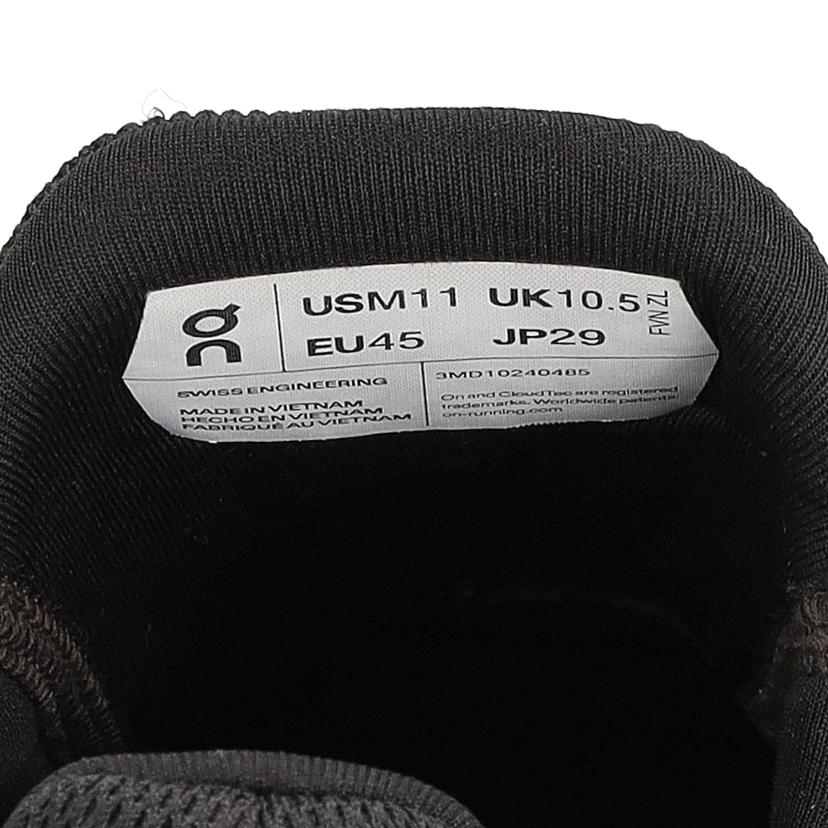 USM11 UK10.5
EU45 JP29
FVN ZL
SWISS ENGINEERING
MADE IN VIETNAM
HECHO EN VIETNAM
FABRIQUÉ AU VIETNAM
3MD10240485
On and CloudTec are registered
trademarks. Worldwide patents
on-running.com